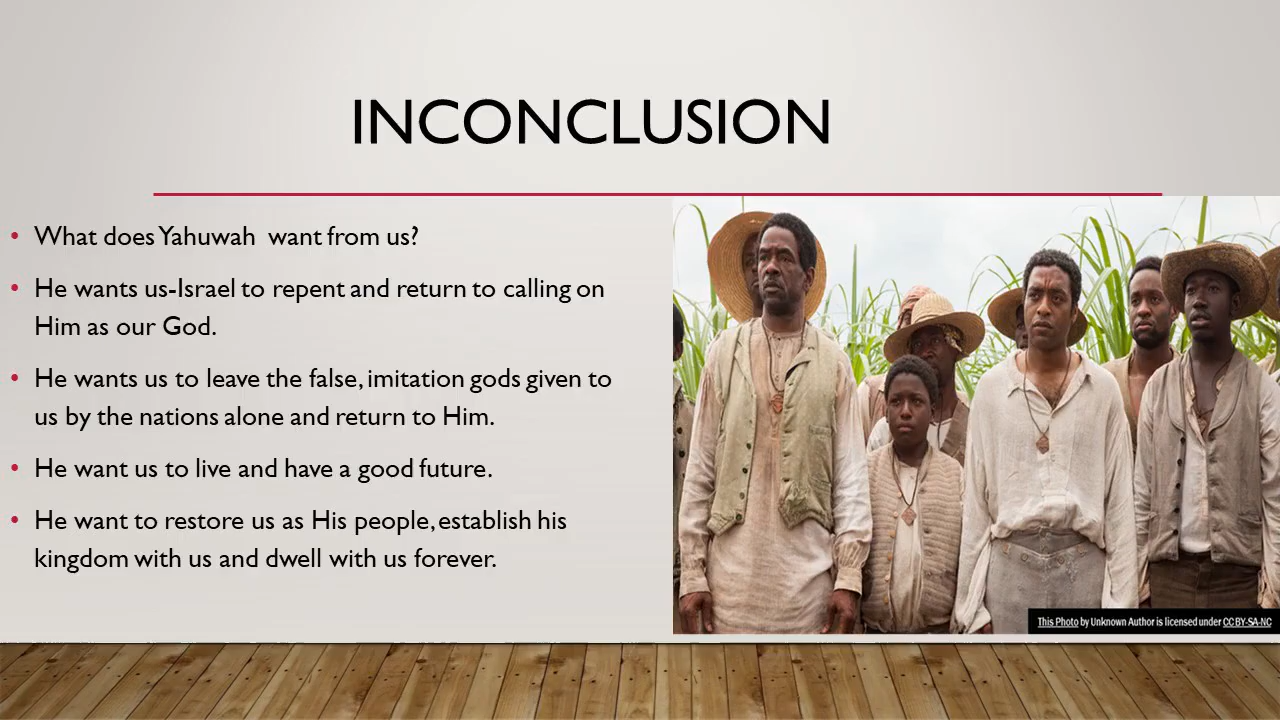 INCONCLUSION
• What does Yahuwah  want from us?
• He wants us-Israel to repent and return to calling on
Him as our God.
• He wants us to leave the false, imitation gods given to
us by the nations alone and return to Him.
• He want us to live and have a good future.
• He want to restore us as His people, establish his
kingdom with us and dwell with us forever.
This Photo by Unknown Author is licensed under CC BY-SA-NC